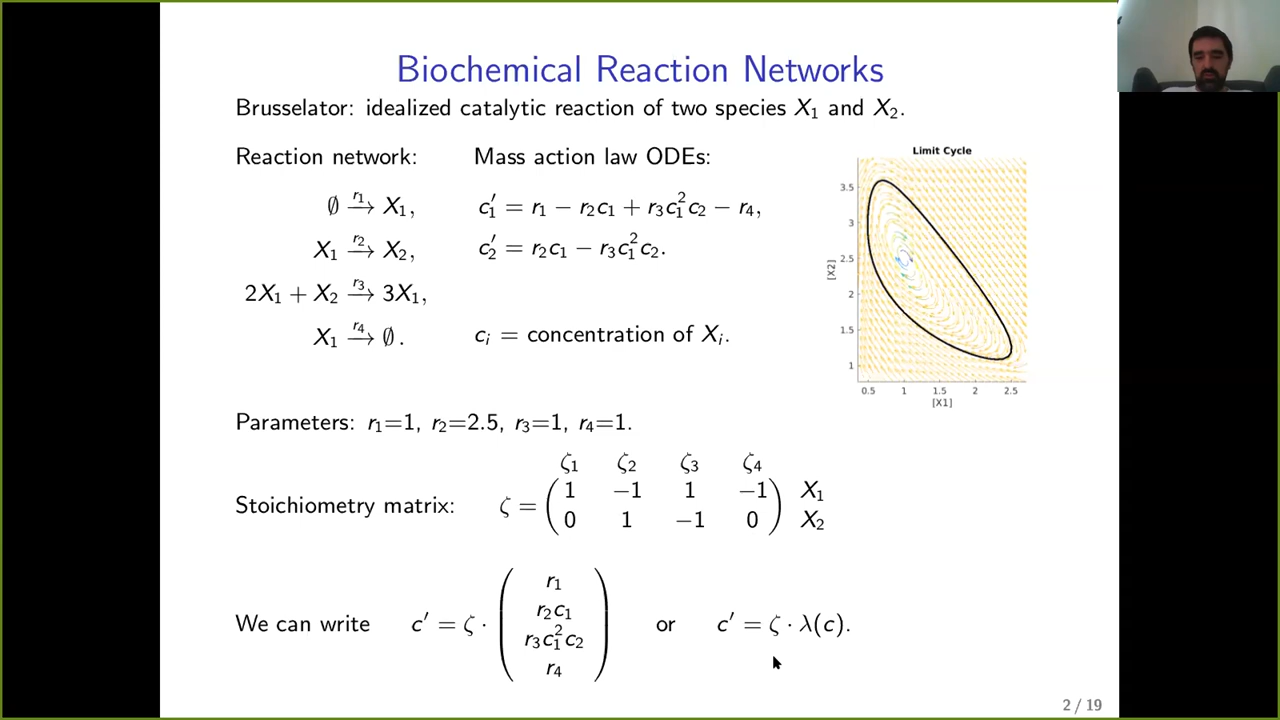 Biochemical Reaction Networks
Brusselator: idealized catalytic reaction of two species X₁ and X₂.
Reaction network:
∅ —r₁→ X₁,
X₁ —r₂→ X₂,
2X₁ + X₂ —r₃→ 3X₁,
X₁ —r₄→ ∅.
Mass action law ODEs:
c₁′ = r₁ − r₂c₁ + r₃c₁²c₂ − r₄,
c₂′ = r₂c₁ − r₃c₁²c₂.
cᵢ = concentration of Xᵢ.
Limit Cycle
3.5
3
2.5
2
1.5
1
[X2]
0.5 1 1.5 2 2.5
[X1]
Parameters: r₁=1, r₂=2.5, r₃=1, r₄=1.
ζ₁ ζ₂ ζ₃ ζ₄
Stoichiometry matrix: ζ =
1 −1 1 −1 X₁
0 1 −1 0 X₂
We can write c′ = ζ ·
r₁
r₂c₁
r₃c₁²c₂
r₄
or c′ = ζ · λ(c).
2 / 19